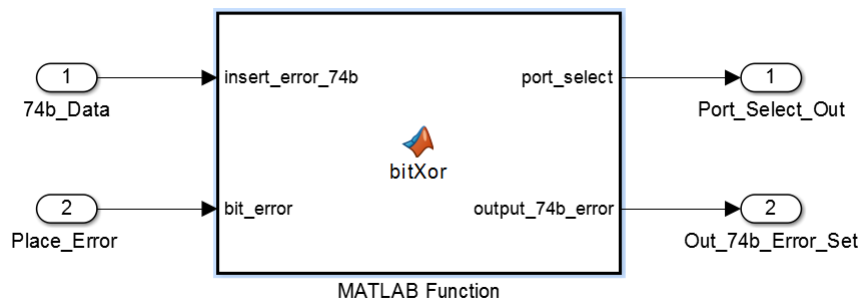 1
74b_Data
2
Place_Error
insert_error_74b
bit_error
bitXor
port_select
output_74b_error
MATLAB Function
1
Port_Select_Out
2
Out_74b_Error_Set